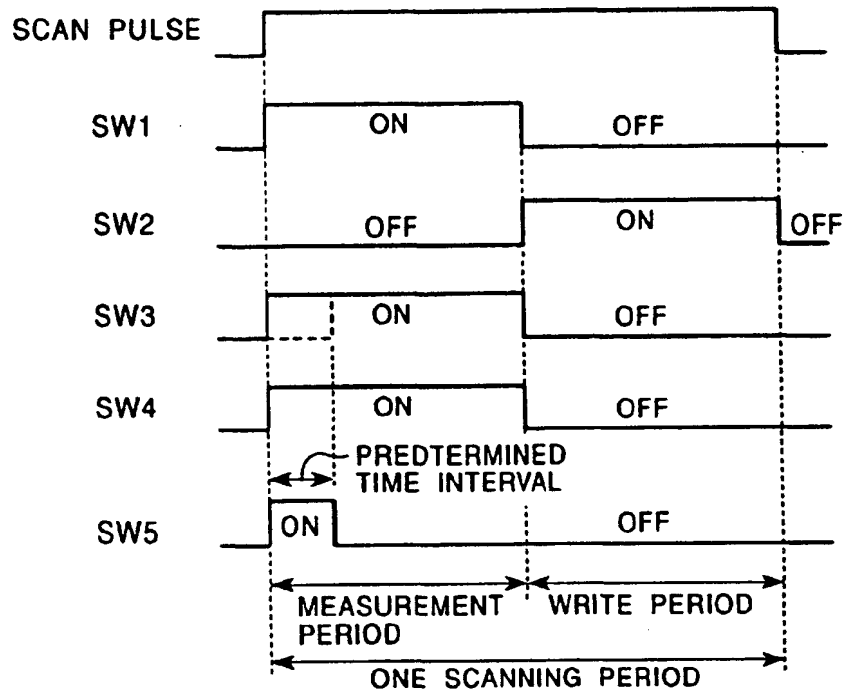 SCAN PULSE
SW1 ON OFF
SW2 OFF ON OFF
SW3 ON OFF
SW4 ON OFF
PREDTERMINED
TIME INTERVAL
SW5 ON OFF
MEASUREMENT WRITE PERIOD
PERIOD
ONE SCANNING PERIOD